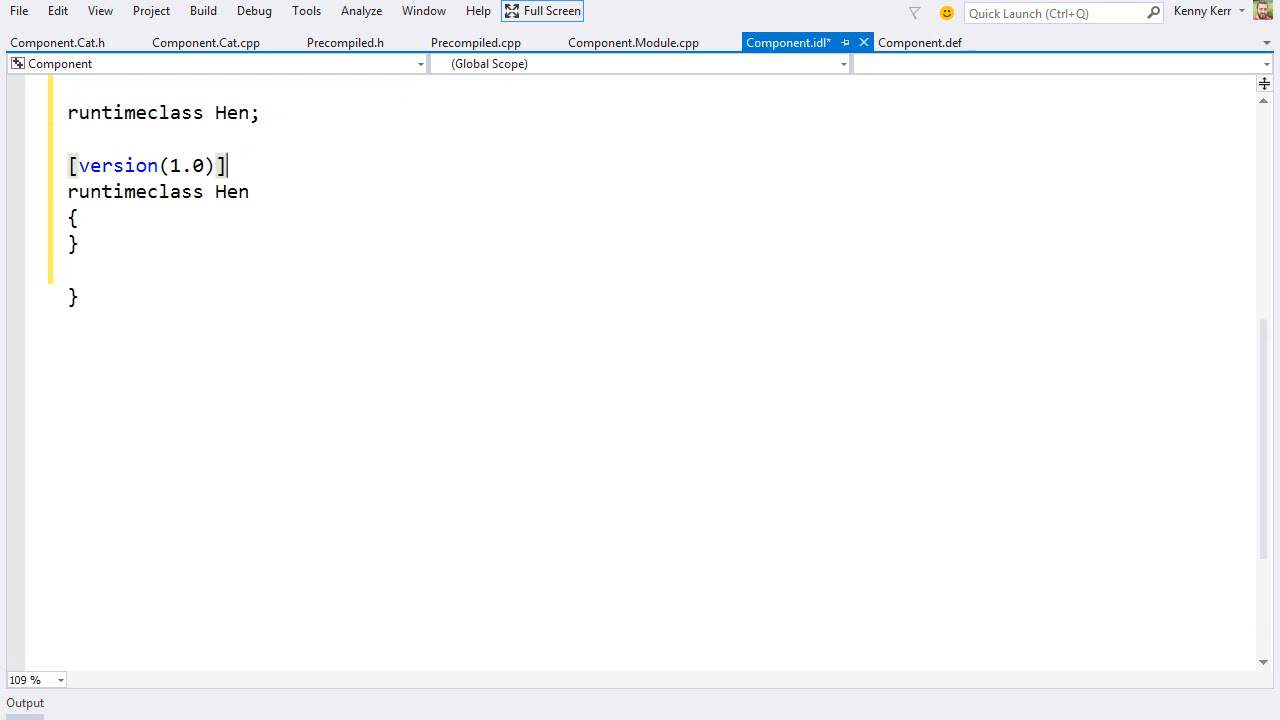 File Edit View Project Build Debug Tools Analyze Window Help Full Screen Quick Launch (Ctrl+Q) Kenny Kerr
Component.Cat.h Component.Cat.cpp Precompiled.h Precompiled.cpp Component.Module.cpp Component.idl* Component.def
Component (Global Scope)
runtimeclass Hen;
[version(1.0)]
runtimeclass Hen
{
}
}
109 %
Output